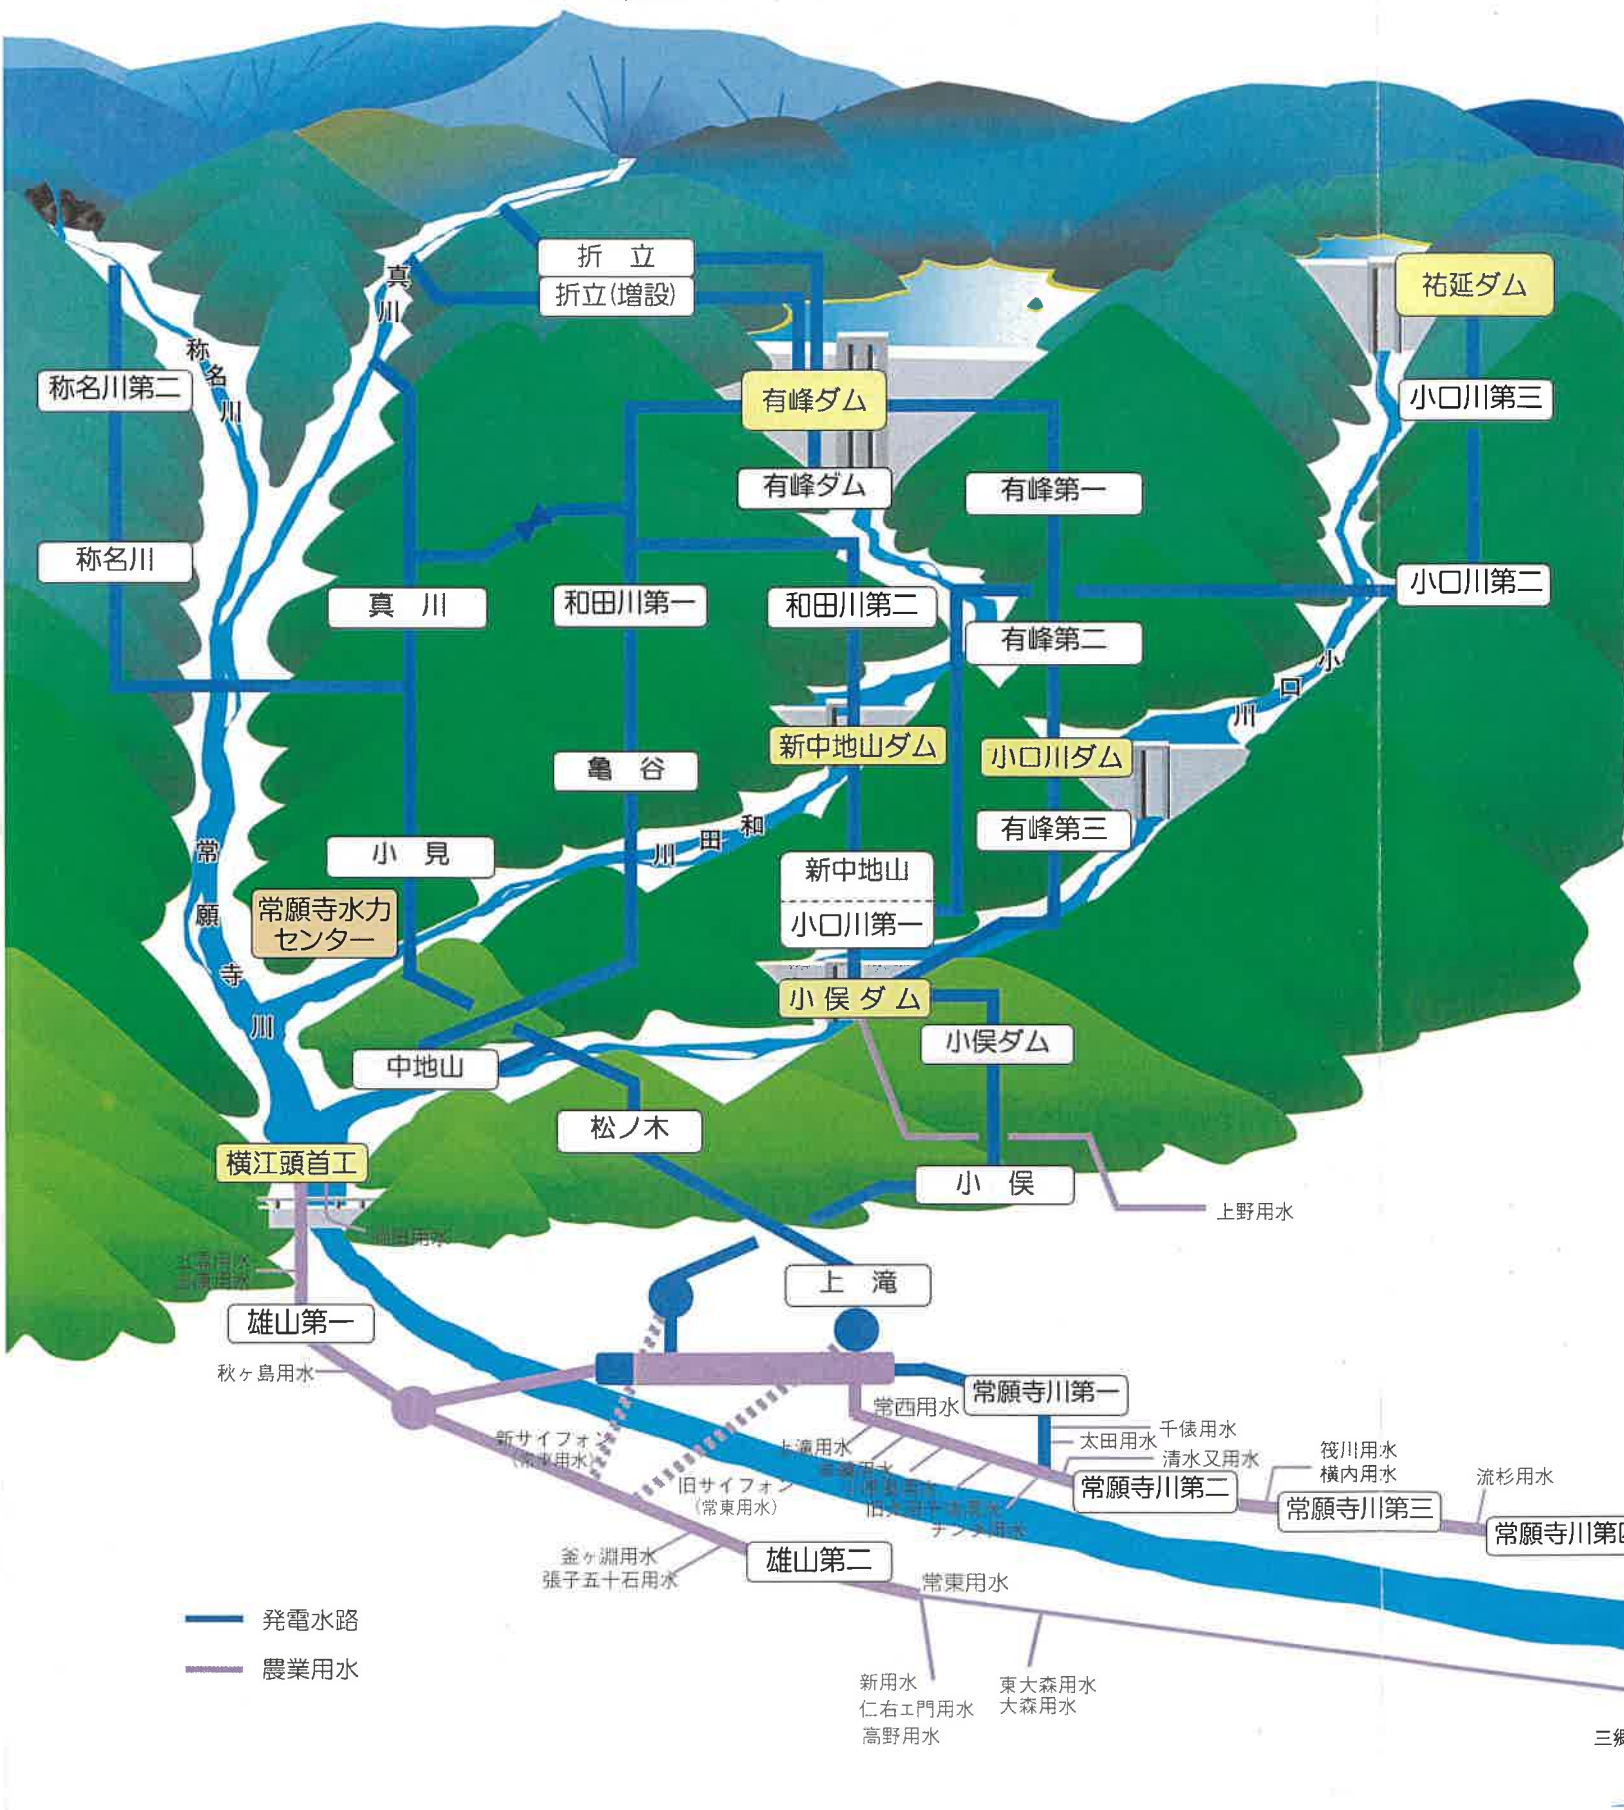 折 立
折立(増設)
祐延ダム
真川
称名川
称名川第二
有峰ダム
小口川第三
有峰ダム
有峰第一
称名川
真 川
和田川第一
和田川第二
小口川第二
有峰第二
小口川
新中地山ダム
小口川ダム
亀 谷
和田川
有峰第三
小 見
新中地山
小口川第一
常願寺水力
センター
常願寺川
小俣ダム
小俣ダム
中地山
松ノ木
横江頭首工
小 俣
上野用水
上 滝
雄山第一
秋ヶ島用水
常願寺川第一
常西用水
千俵用水
太田用水
清水又用水
新サイフォン
(常東用水)
上滝用水
筏川用水
横内用水
流杉用水
旧サイフォン
(常東用水)
常願寺川第二
常願寺川第三
常願寺川第四
釜ヶ淵用水
張子五十石用水
雄山第二
常東用水
発電水路
農業用水
新用水
仁右エ門用水
高野用水
東大森用水
大森用水
三郷